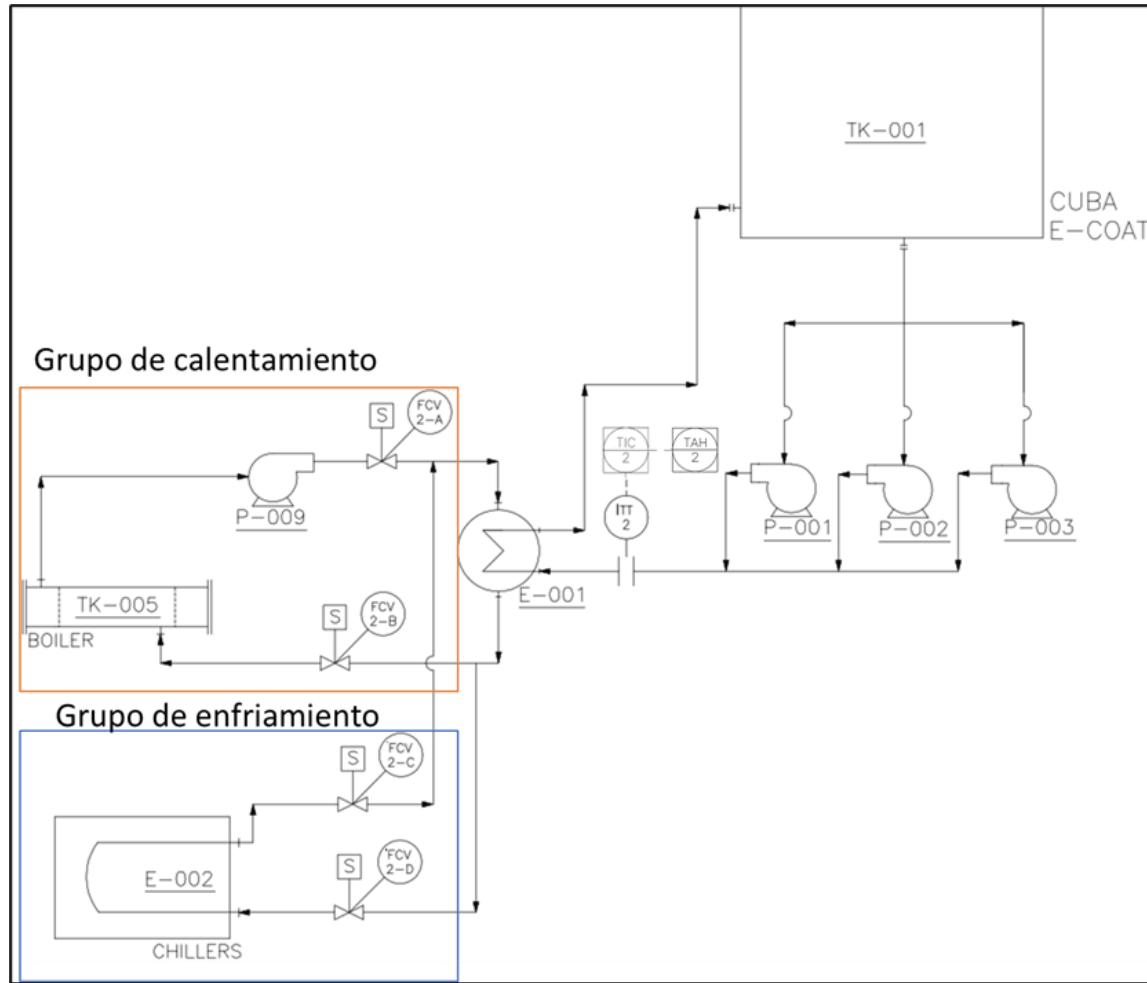 TK-001
CUBA
E-COAT
Grupo de calentamiento
S
FCV
2-A
TIC
2
TAH
2
P-009
ITT
2
P-001
P-002
P-003
E-001
TK-005
S
FCV
2-B
BOILER
Grupo de enfriamiento
S
FCV
2-C
S
FCV
2-D
E-002
CHILLERS